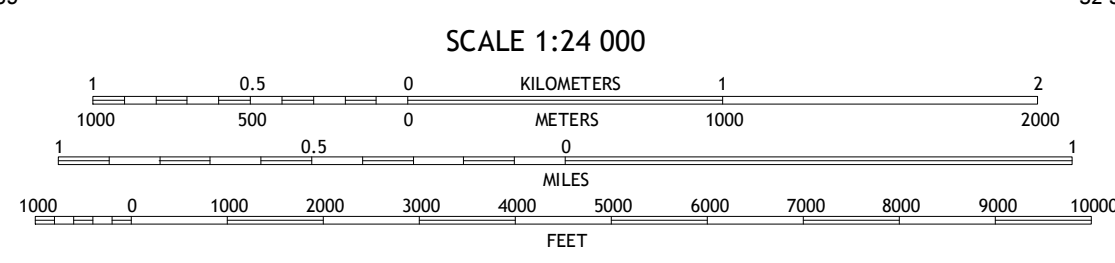 SCALE 1:24 000
1 0.5 0 KILOMETERS 1 2
1000 500 0 METERS 1000 2000
1 0.5 0 1
MILES
1000 0 1000 2000 3000 4000 5000 6000 7000 8000 9000 10000
FEET